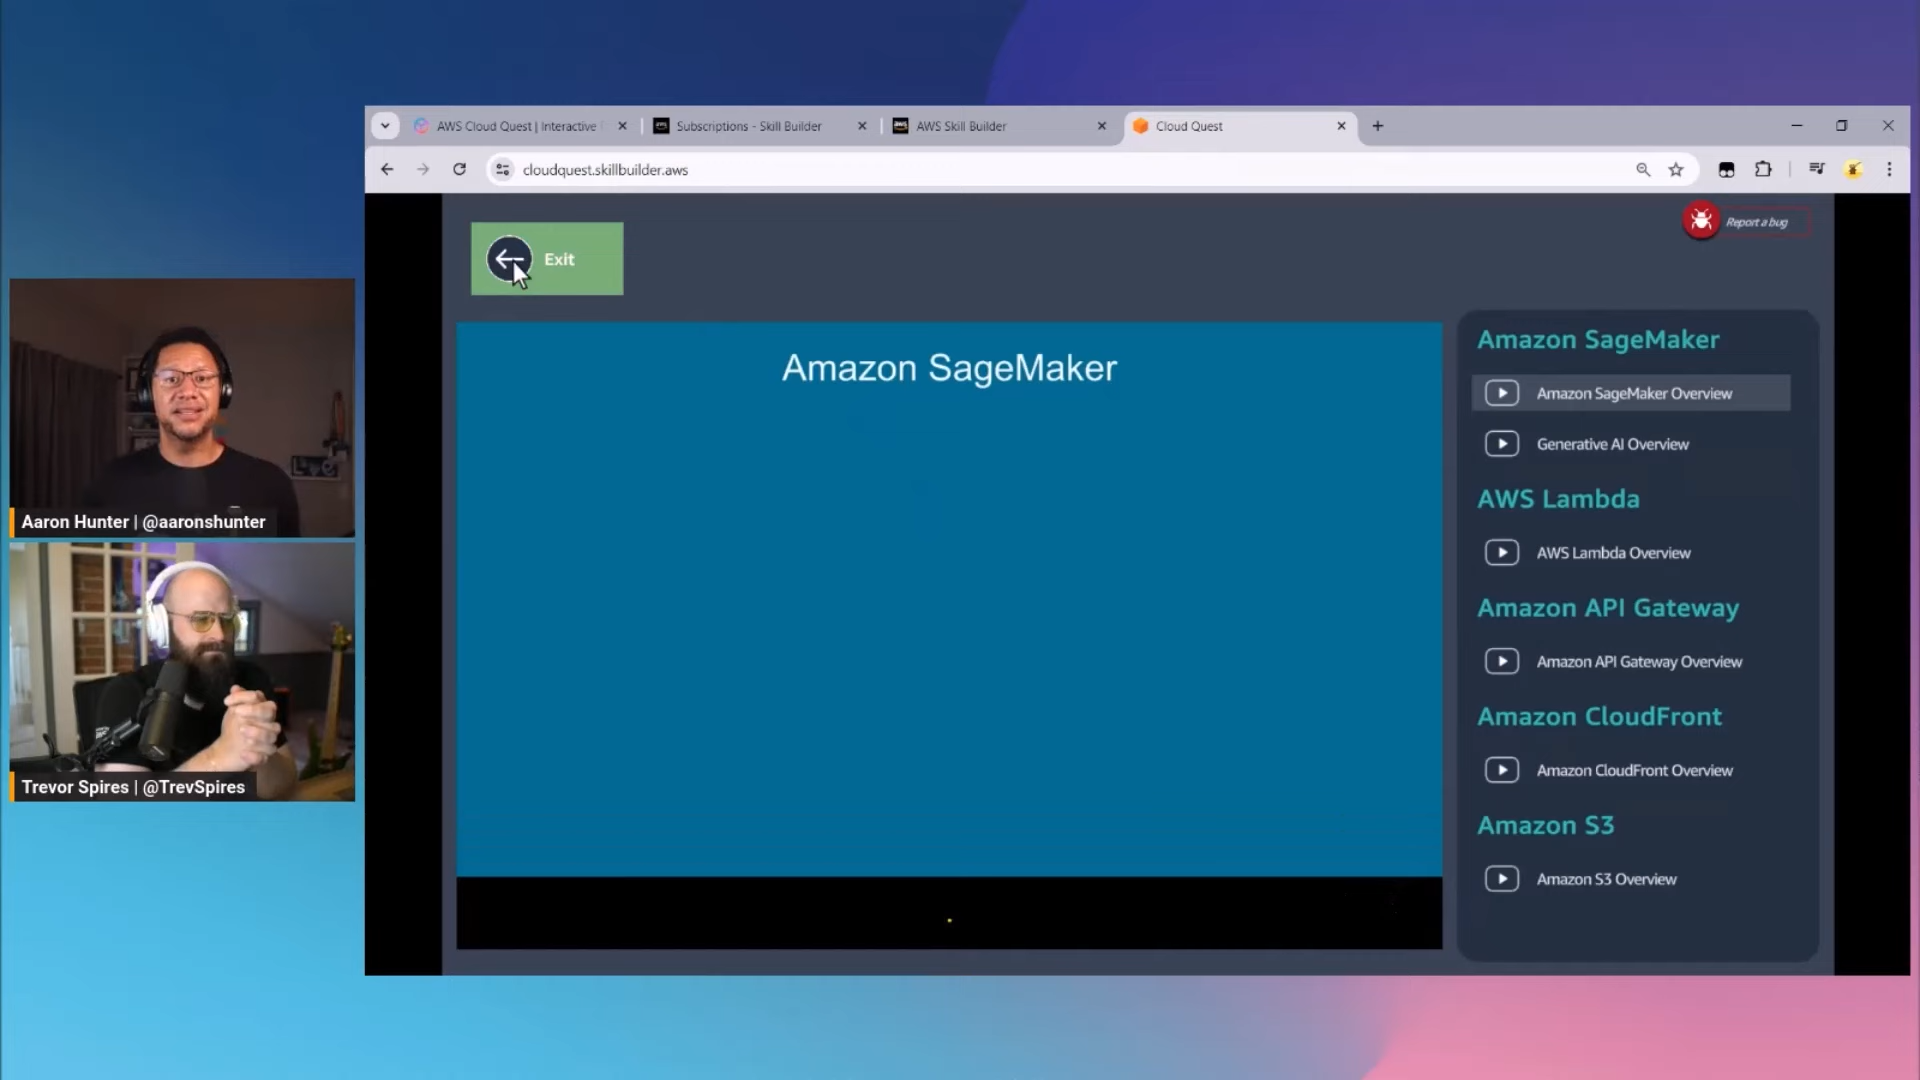 AWS Cloud Quest | Interactive
Subscriptions - Skill Builder
AWS Skill Builder
Cloud Quest
cloudquest.skillbuilder.aws
Exit
Report a bug
Amazon SageMaker
Amazon SageMaker
Amazon SageMaker Overview
Generative AI Overview
AWS Lambda
AWS Lambda Overview
Amazon API Gateway
Amazon API Gateway Overview
Amazon CloudFront
Amazon CloudFront Overview
Amazon S3
Amazon S3 Overview
Aaron Hunter | @aaronshunter
Trevor Spires | @TrevSpires